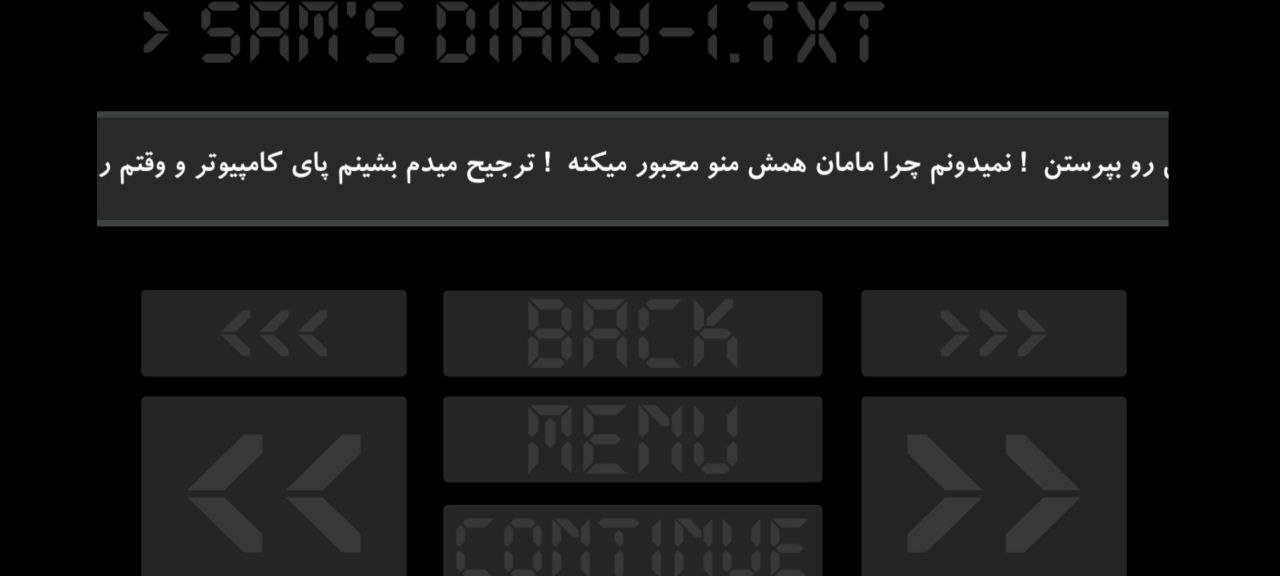 > SAM'S DIARY-1.TXT
رو بپرستن ! نمیدونم چرا مامان همش منو مجبور میکنه ! ترجیح میدم بشینم پای کامپیوتر و وقتم ر
<<< BACK >>>
<< MENU >>
CONTINUE